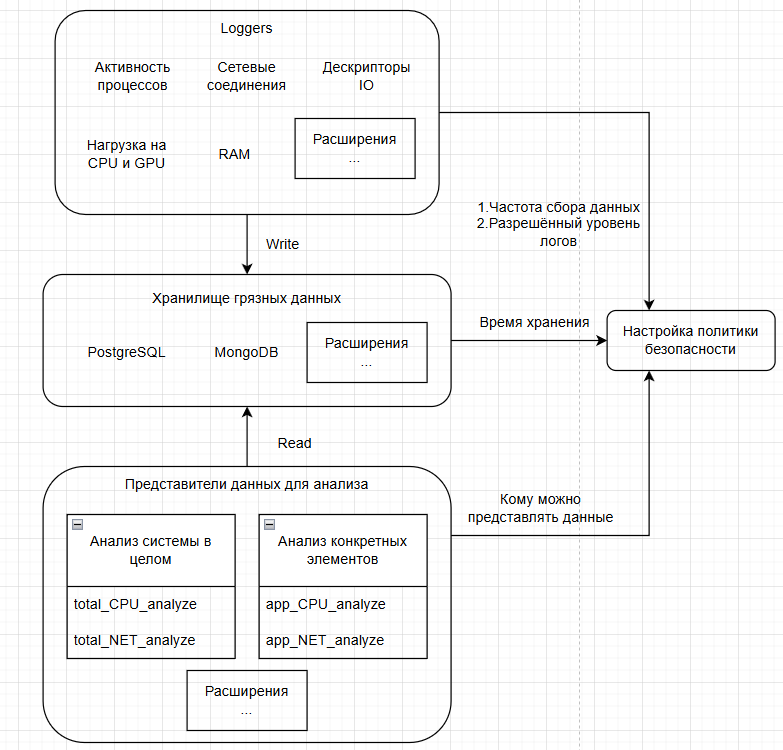 Loggers
Активность
процессов
Сетевые
соединения
Дескрипторы
IO
Нагрузка на
CPU и GPU
RAM
Расширения
...
1.Частота сбора данных
2.Разрешённый уровень
логов
Write
Хранилище грязных данных
PostgreSQL
MongoDB
Расширения
...
Время хранения
Настройка политики
безопасности
Read
Представители данных для анализа
Кому можно
представлять данные
Анализ системы в
целом
total_CPU_analyze
total_NET_analyze
Анализ конкретных
элементов
app_CPU_analyze
app_NET_analyze
Расширения
...